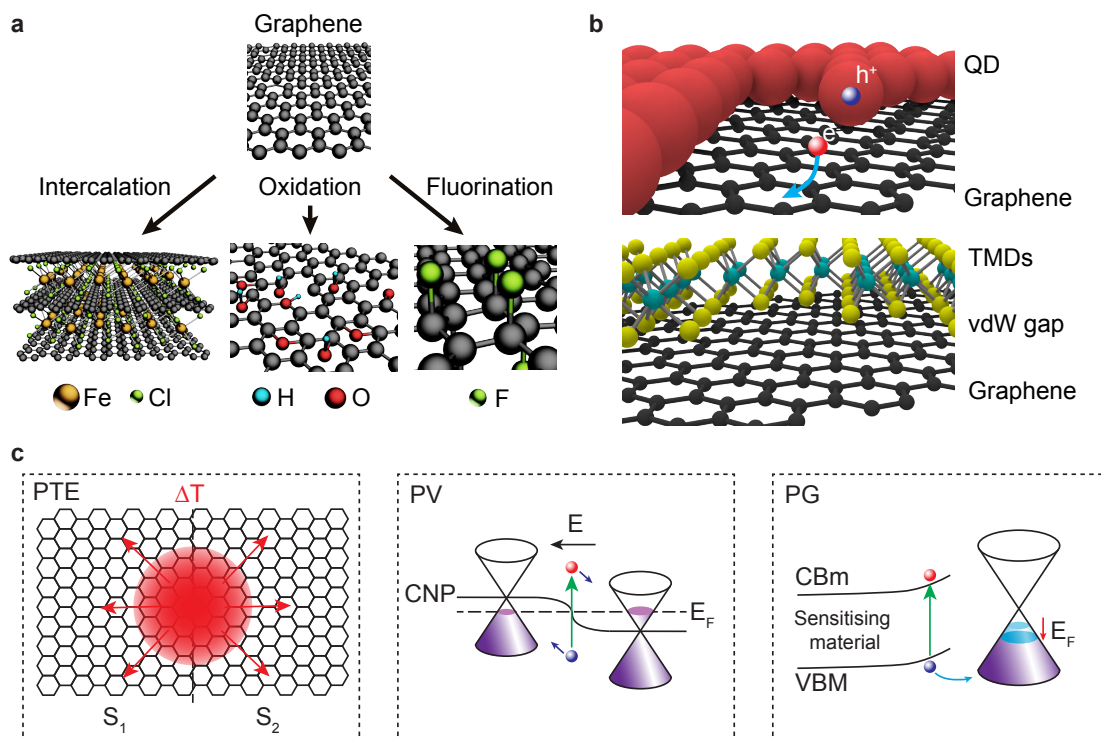 a
Graphene
Intercalation
Oxidation
Fluorination
Fe
Cl
H
O
F
b
QD
h⁺
e⁻
Graphene
TMDs
vdW gap
Graphene
c
PTE
ΔT
S₁
S₂
PV
E
CNP
E_F
PG
CBm
Sensitising
material
E_F
VBM